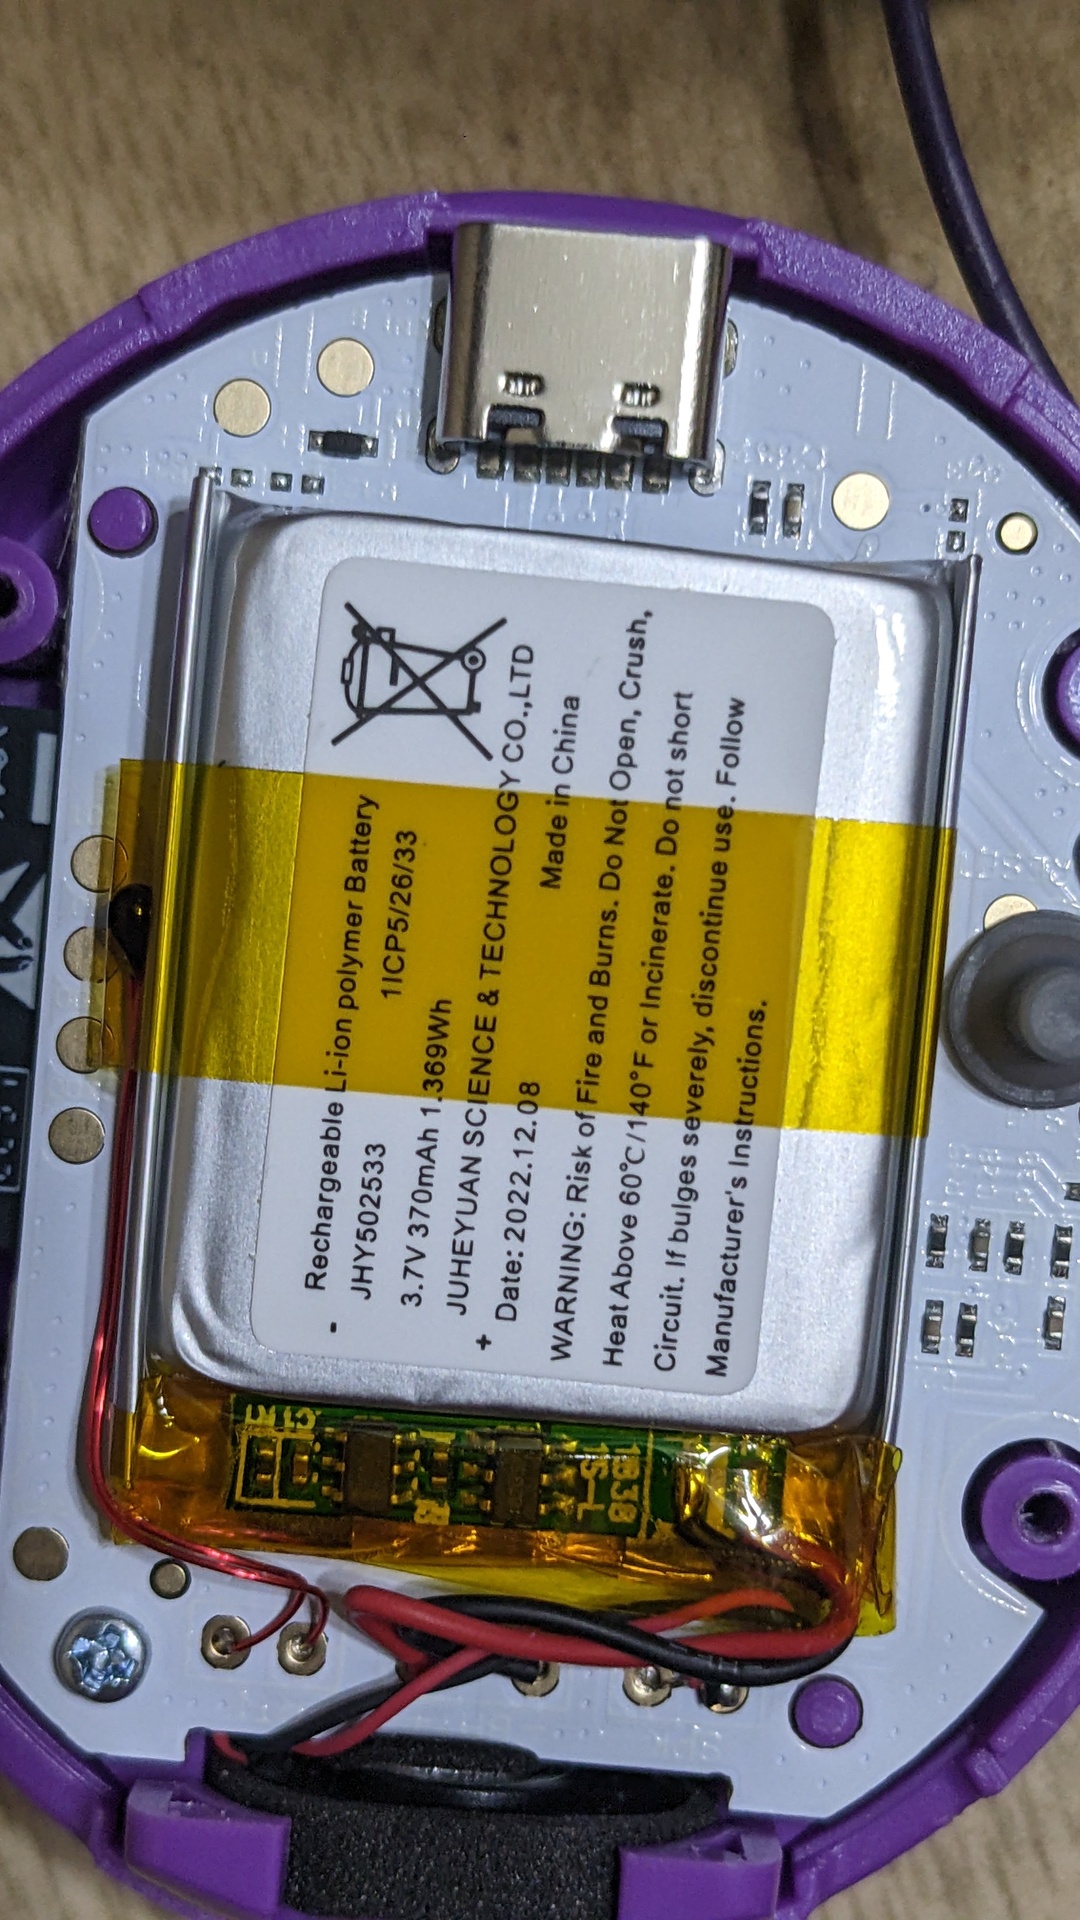 Rechargeable Li-ion polymer Battery
JHY502533 1ICP5/26/33
3.7V 370mAh 1.369Wh
JUHEYUAN SCIENCE & TECHNOLOGY CO.,LTD
Date: 2022.12.08 Made in China
WARNING: Risk of Fire and Burns. Do Not Open, Crush,
Heat Above 60℃/140°F or Incinerate. Do not short
Circuit. If bulges severely, discontinue use. Follow
Manufacturer's Instructions.
-
+